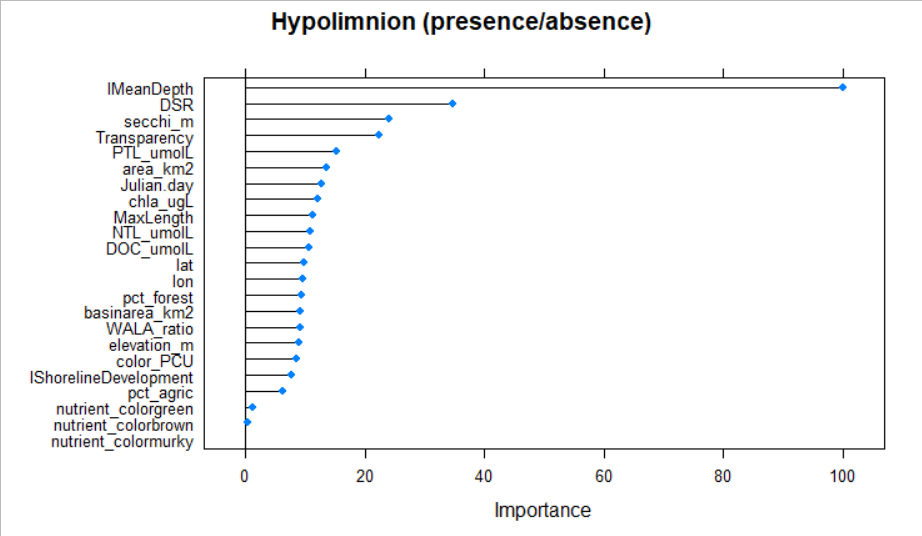 Hypolimnion (presence/absence)
lMeanDepth
DSR
secchi_m
Transparency
PTL_umolL
area_km2
Julian.day
chla_ugL
MaxLength
NTL_umolL
DOC_umolL
lat
lon
pct_forest
basinarea_km2
WALA_ratio
elevation_m
color_PCU
lShorelineDevelopment
pct_agric
nutrient_colorgreen
nutrient_colorbrown
nutrient_colormurky
0 20 40 60 80 100
Importance